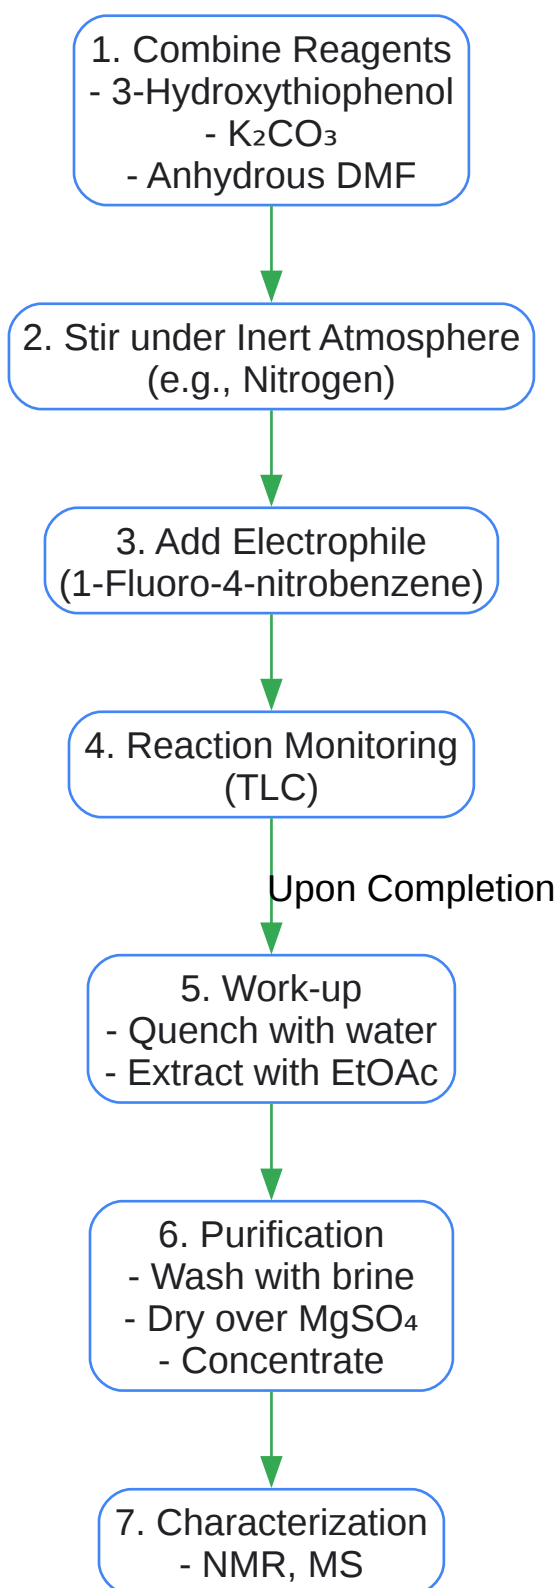 1. Combine Reagents
- 3-Hydroxythiophenol
- K₂CO₃
- Anhydrous DMF
2. Stir under Inert Atmosphere
(e.g., Nitrogen)
3. Add Electrophile
(1-Fluoro-4-nitrobenzene)
4. Reaction Monitoring
(TLC)
Upon Completion
5. Work-up
- Quench with water
- Extract with EtOAc
6. Purification
- Wash with brine
- Dry over MgSO₄
- Concentrate
7. Characterization
- NMR, MS